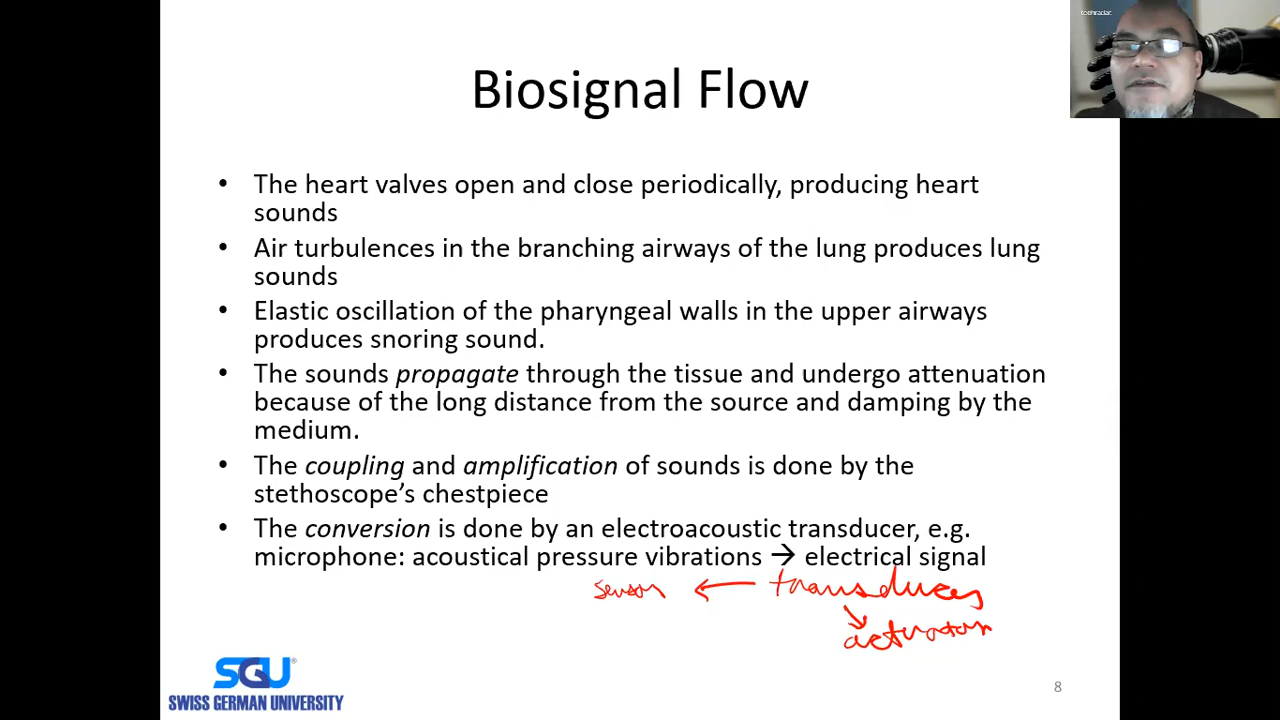 techradar
Biosignal Flow
• The heart valves open and close periodically, producing heart
sounds
• Air turbulences in the branching airways of the lung produces lung
sounds
• Elastic oscillation of the pharyngeal walls in the upper airways
produces snoring sound.
• The sounds propagate through the tissue and undergo attenuation
because of the long distance from the source and damping by the
medium.
• The coupling and amplification of sounds is done by the
stethoscope's chestpiece
• The conversion is done by an electroacoustic transducer, e.g.
microphone: acoustical pressure vibrations → electrical signal
sensor ← transducer
actuator
SGU®
SWISS GERMAN UNIVERSITY
8